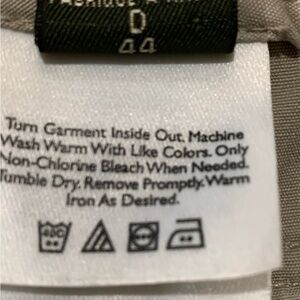 D
44
Turn Garment Inside Out. Machine
Wash Warm With Like Colors. Only
Non-Chlorine Bleach When Needed.
Tumble Dry. Remove Promptly. Warm
Iron As Desired.